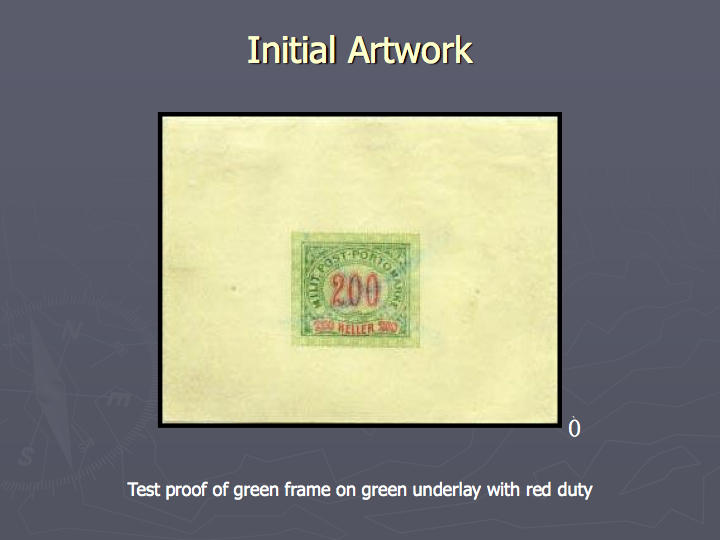 Initial Artwork
MILIT·POST·PORTOMARKE
200
200 HELLER 200
Ò
Test proof of green frame on green underlay with red duty